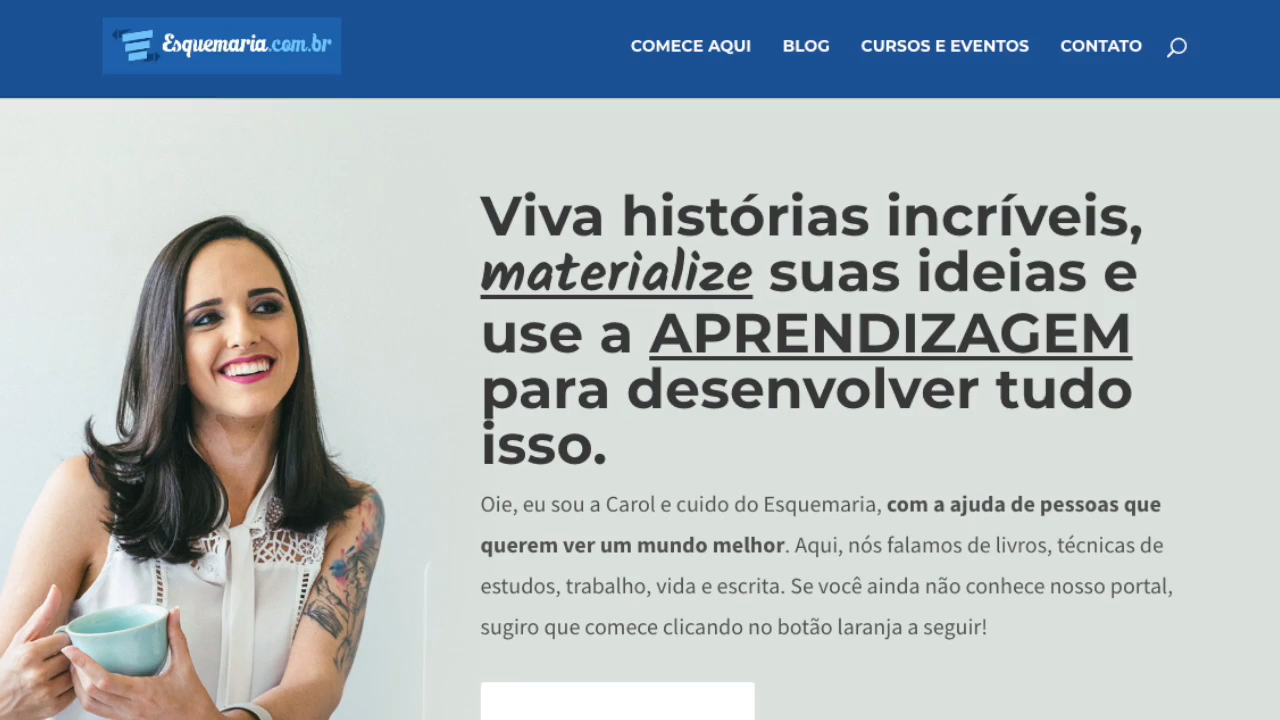 Esquemaria.com.br
COMECE AQUI BLOG CURSOS E EVENTOS CONTATO
Viva histórias incríveis,
materialize suas ideias e
use a APRENDIZAGEM
para desenvolver tudo
isso.
Oie, eu sou a Carol e cuido do Esquemaria, com a ajuda de pessoas que
querem ver um mundo melhor. Aqui, nós falamos de livros, técnicas de
estudos, trabalho, vida e escrita. Se você ainda não conhece nosso portal,
sugiro que comece clicando no botão laranja a seguir!